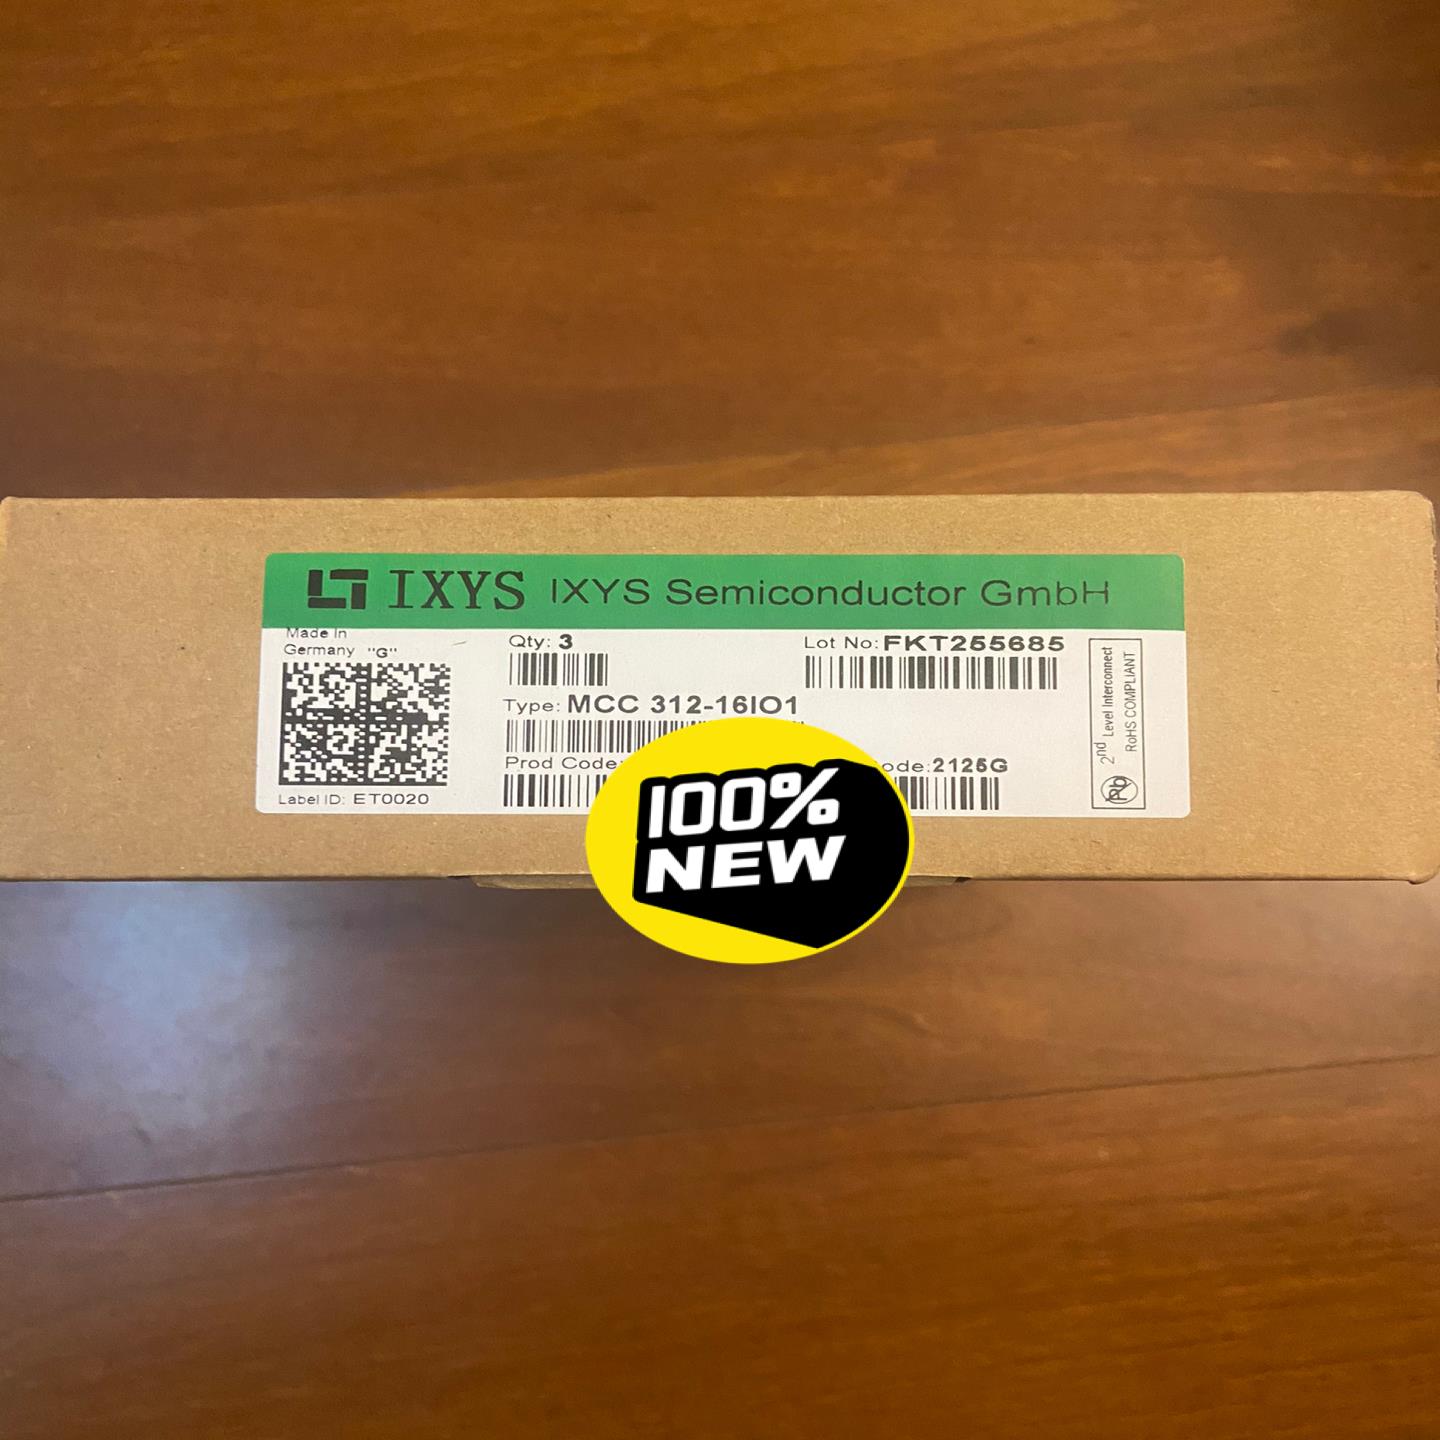 IXYS IXYS Semiconductor GmbH
Made In
Germany "G"
Qty: 3
Lot No: FKT255685
Type: MCC 312-16IO1
Prod Code:
ode: 2125G
Label ID: ET0020
2nd Level Interconnect
RoHS COMPLIANT
Pb
100%
NEW